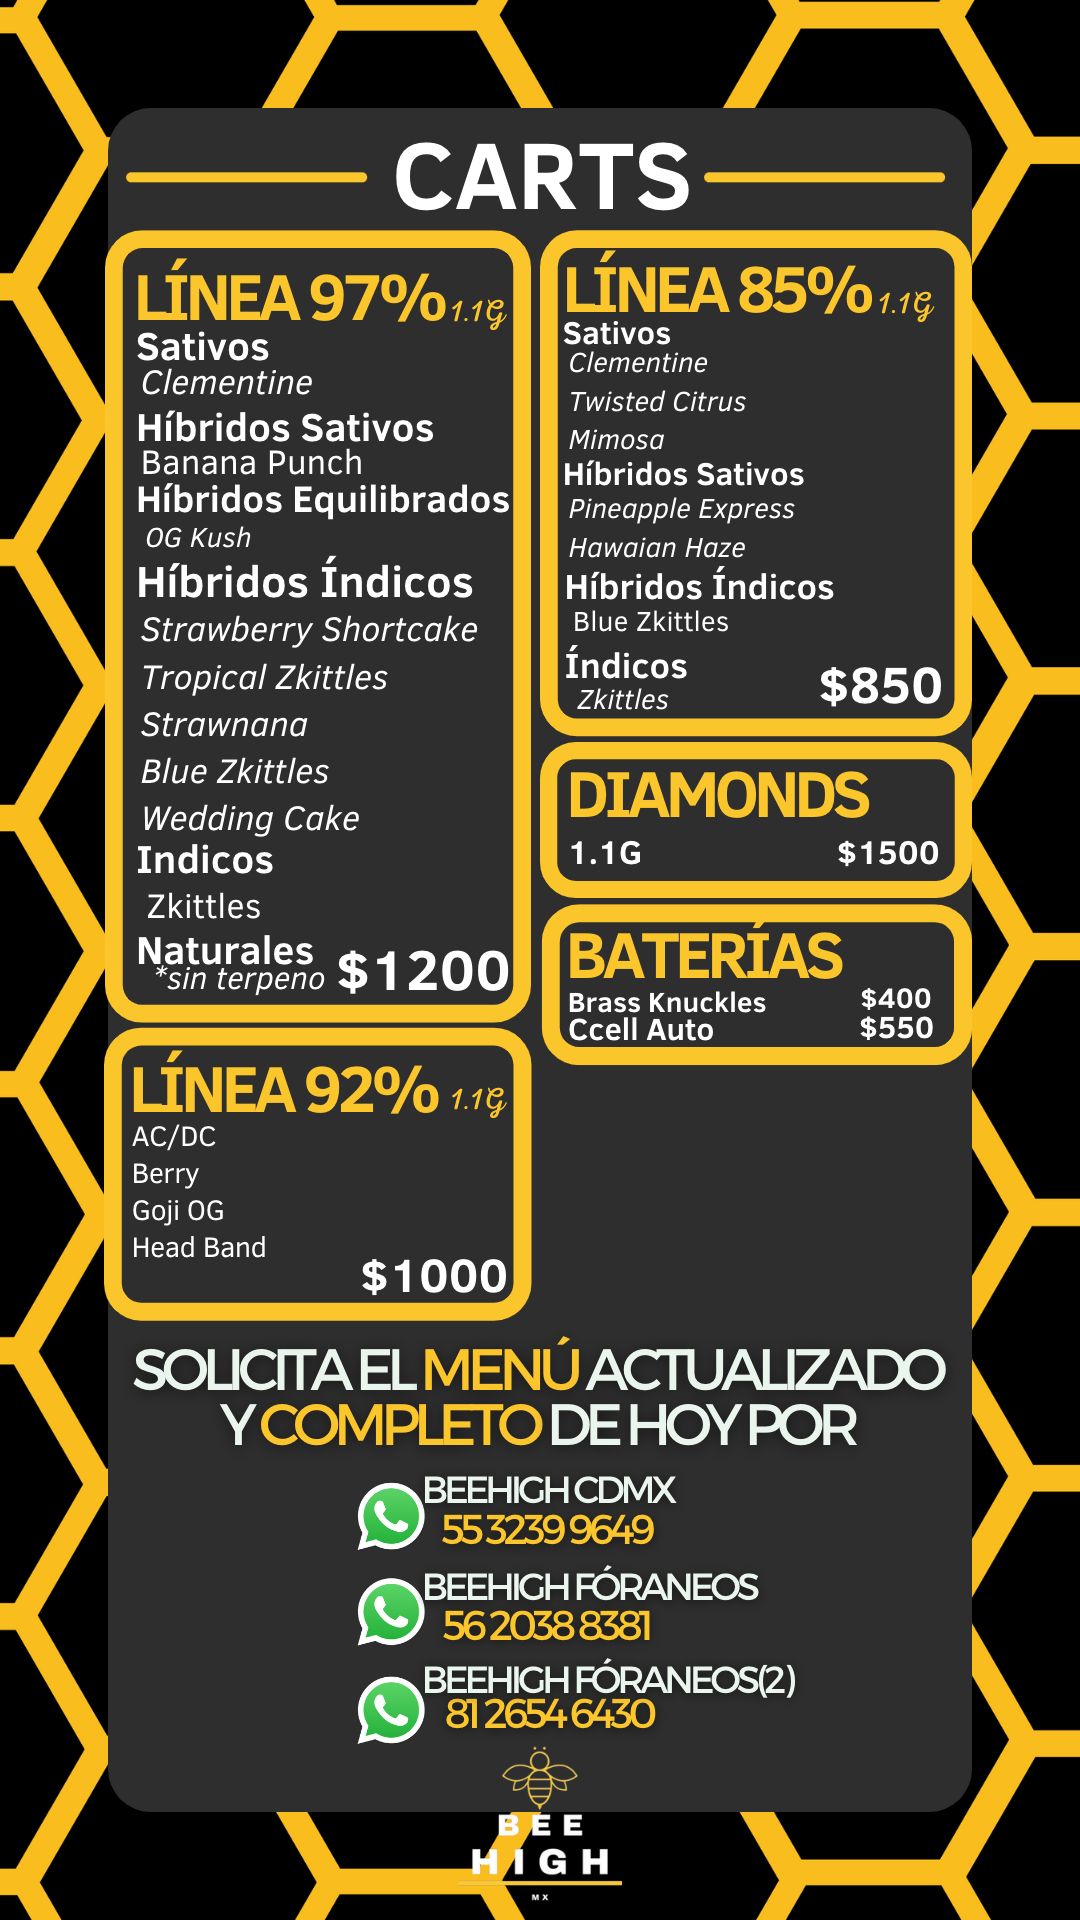 CARTS
LÍNEA 97% 1.1G
Sativos
Clementine
Híbridos Sativos
Banana Punch
Híbridos Equilibrados
OG Kush
Híbridos Índicos
Strawberry Shortcake
Tropical Zkittles
Strawnana
Blue Zkittles
Wedding Cake
Indicos
Zkittles
Naturales
*sin terpeno $1200
LÍNEA 92% 1.1G
AC/DC
Berry
Goji OG
Head Band
$1000
LÍNEA 85% 1.1G
Sativos
Clementine
Twisted Citrus
Mimosa
Híbridos Sativos
Pineapple Express
Hawaian Haze
Híbridos Índicos
Blue Zkittles
Índicos
Zkittles $850
DIAMONDS
1.1G $1500
BATERÍAS
Brass Knuckles $400
Ccell Auto $550
SOLICITA EL MENÚ ACTUALIZADO
Y COMPLETO DE HOY POR
BEEHIGH CDMX
55 3239 9649
BEEHIGH FÓRANEOS
56 2038 8381
BEEHIGH FÓRANEOS(2)
81 2654 6430
BEE
HIGH
MX